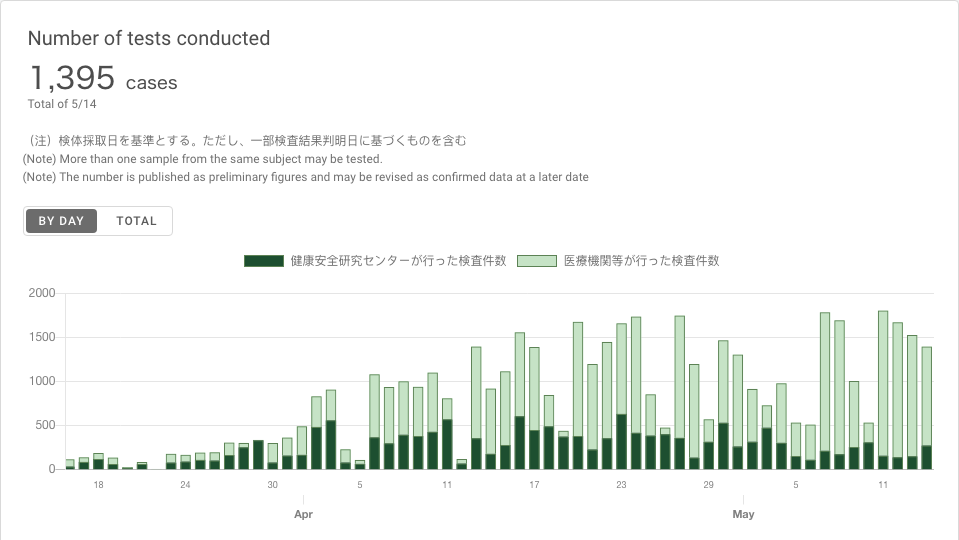 Number of tests conducted
1,395 cases
Total of 5/14
（注）検体採取日を基準とする。ただし、一部検査結果判明日に基づくものを含む
(Note) More than one sample from the same subject may be tested.
(Note) The number is published as preliminary figures and may be revised as confirmed data at a later date
BY DAY TOTAL
健康安全研究センターが行った検査件数 医療機関等が行った検査件数
2000
1500
1000
500
0
18 24 30 5 11 17 23 29 5 11
Apr May